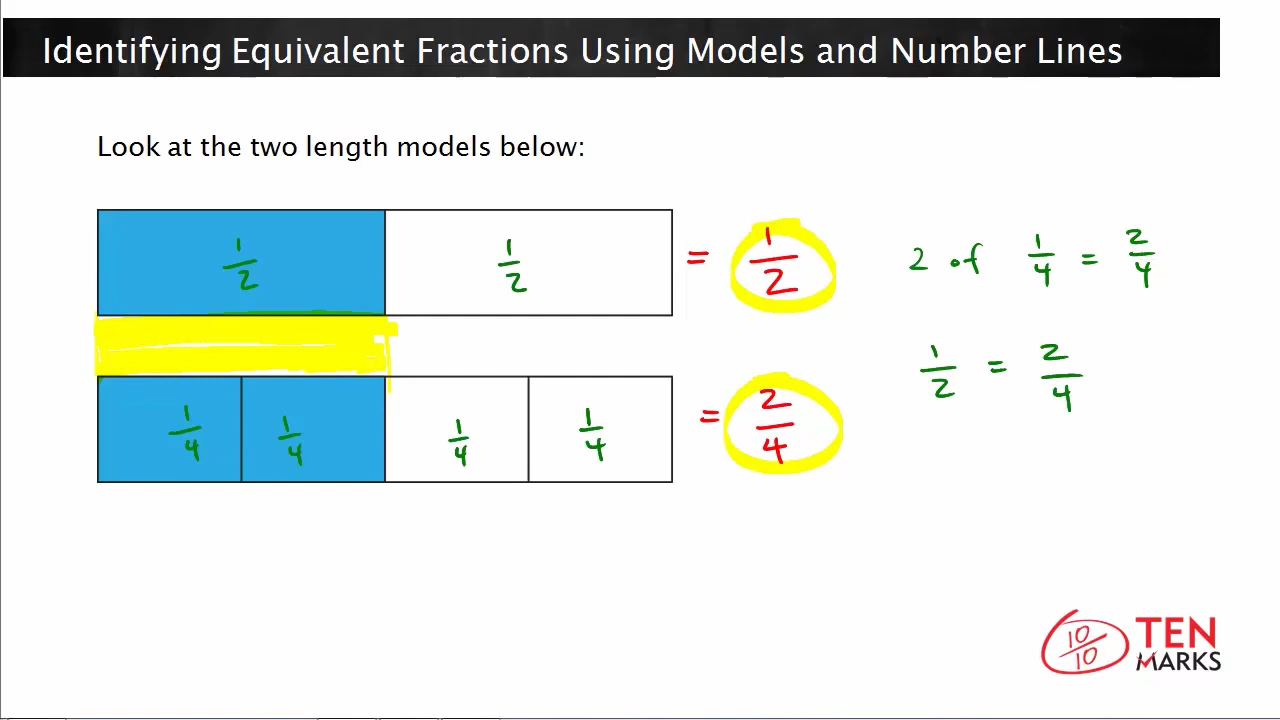 Identifying Equivalent Fractions Using Models and Number Lines
Look at the two length models below:
1/2 1/2 = 1/2
2 of 1/4 = 2/4
1/2 = 2/4
1/4 1/4 1/4 1/4 = 2/4
10/10 TEN
MARKS